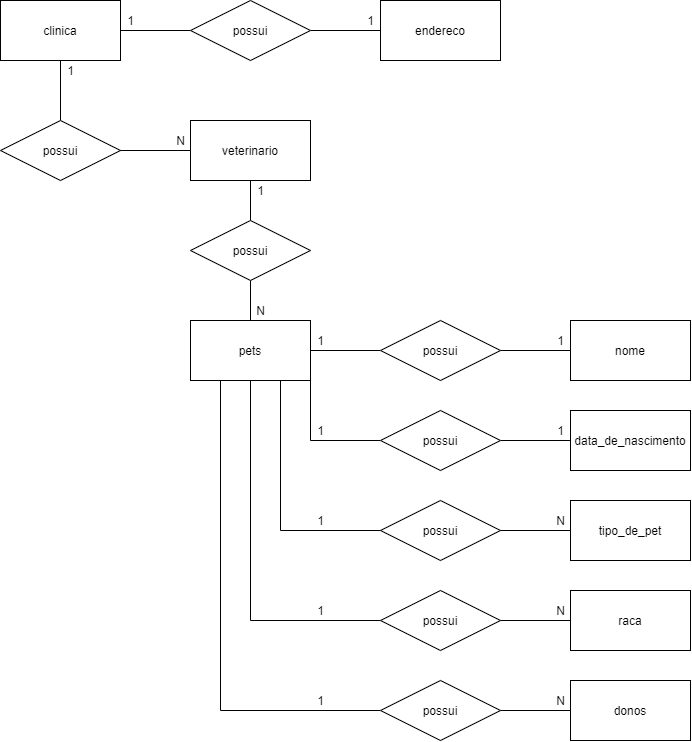 clinica
1
possui
1
endereco
1
possui
N
veterinario
1
possui
N
pets
1
possui
1
nome
1
possui
1
data_de_nascimento
1
possui
N
tipo_de_pet
1
possui
N
raca
1
possui
N
donos